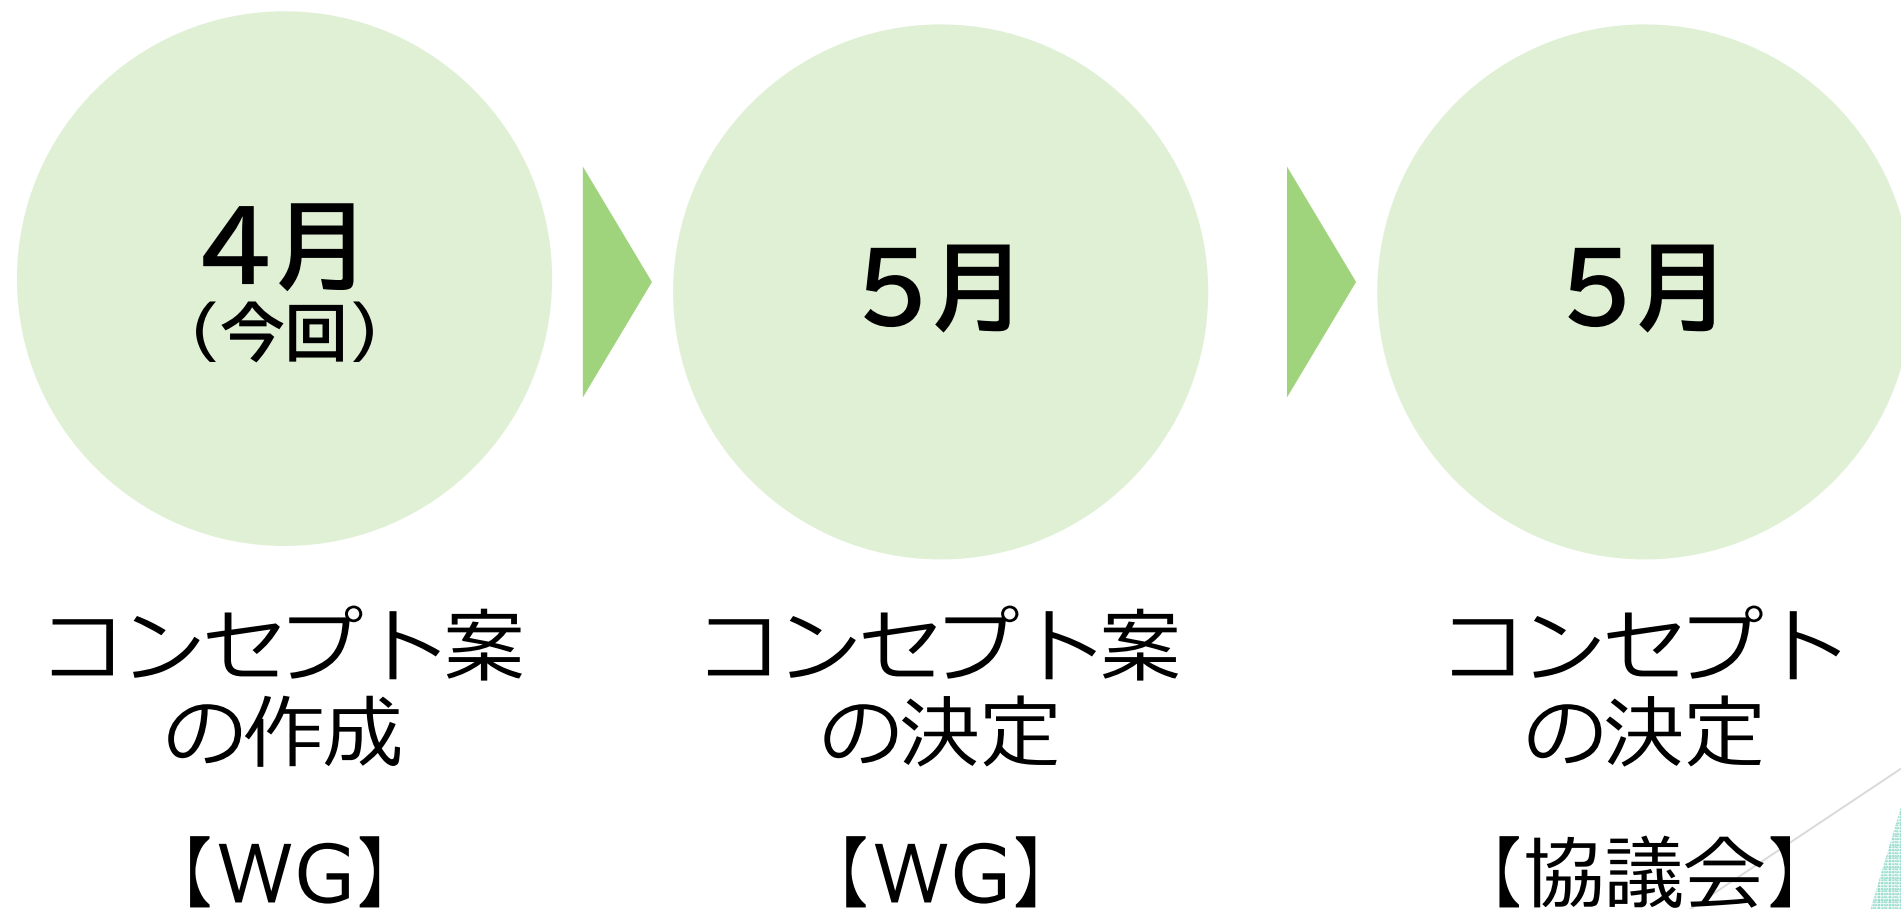 ４月
（今回）
コンセプト案
の作成
【WG】
５月
コンセプト案
の決定
【WG】
５月
コンセプト
の決定
【協議会】